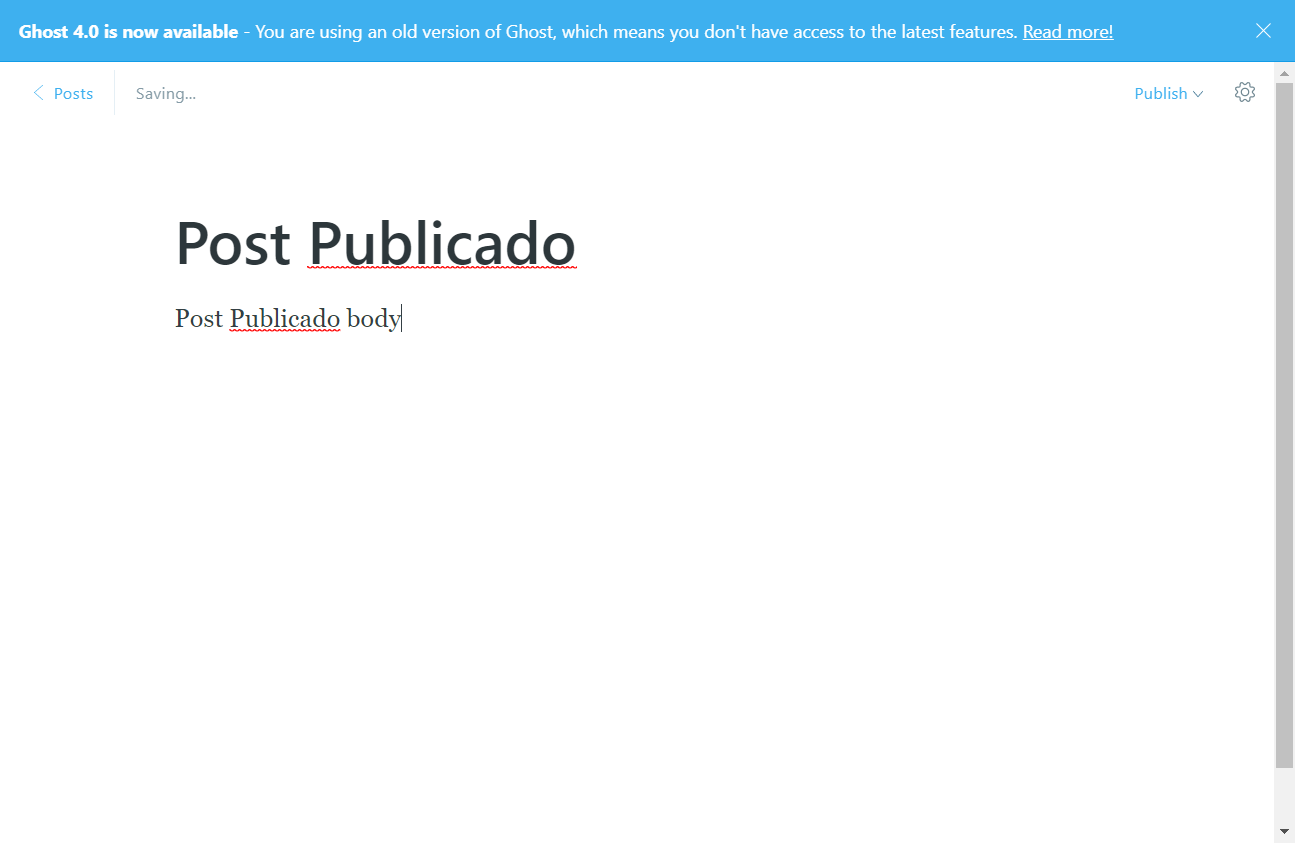 Ghost 4.0 is now available - You are using an old version of Ghost, which means you don't have access to the latest features. Read more!
Posts
Saving...
Publish
Post Publicado
Post Publicado body